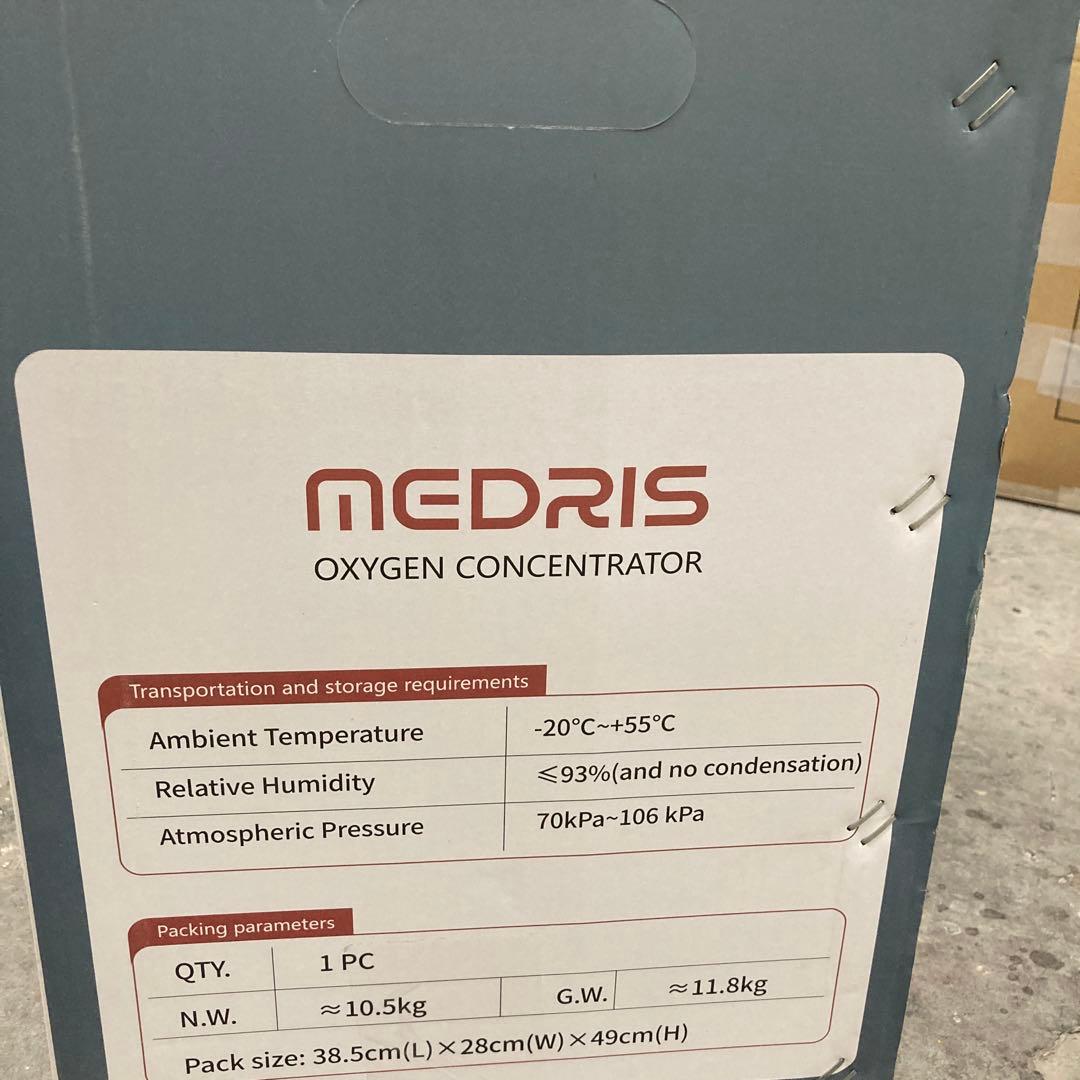 MEDRIS
OXYGEN CONCENTRATOR
Transportation and storage requirements
Ambient Temperature -20°C~+55°C
Relative Humidity ≤93%(and no condensation)
Atmospheric Pressure 70kPa~106 kPa
Packing parameters
QTY. 1 PC
N.W. ≈10.5kg G.W. ≈11.8kg
Pack size: 38.5cm(L)×28cm(W)×49cm(H)